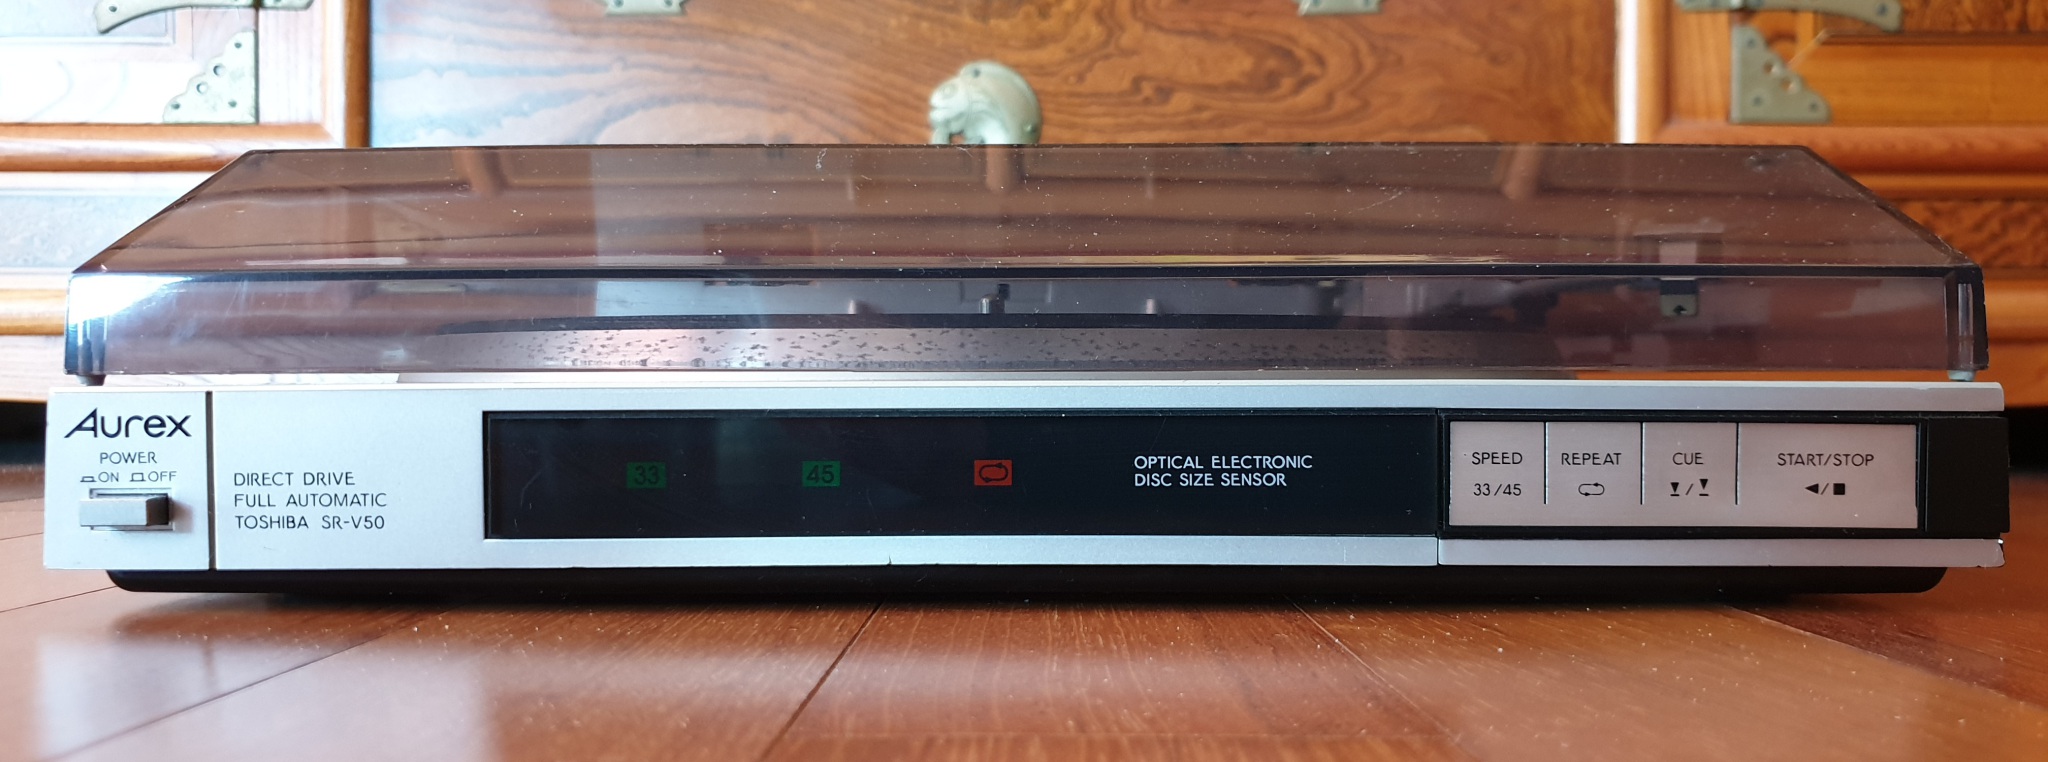 Aurex
POWER
ON OFF
DIRECT DRIVE
FULL AUTOMATIC
TOSHIBA SR-V50
33
45
OPTICAL ELECTRONIC
DISC SIZE SENSOR
SPEED
33/45
REPEAT
CUE
/
START/STOP
◀/■